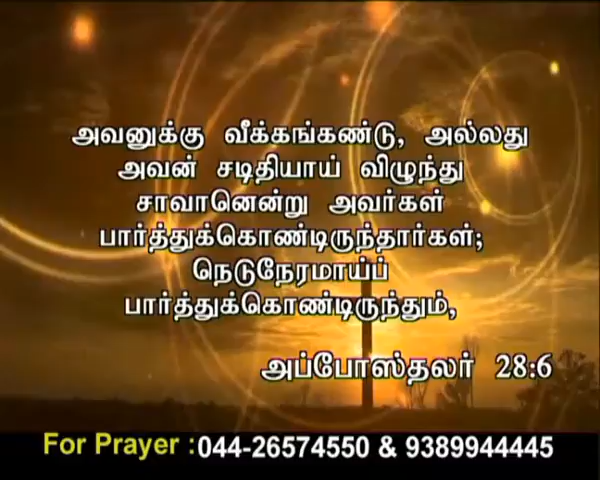 அவனுக்கு வீக்கங்கண்டு, அல்லது
அவன் சடிதியாய் விழுந்து
சாவானென்று அவர்கள்
பார்த்துக்கொண்டிருந்தார்கள்;
நெடுநேரமாய்ப்
பார்த்துக்கொண்டிருந்தும்,
அப்போஸ்தலர் 28:6
For Prayer : 044-26574550 & 9389944445